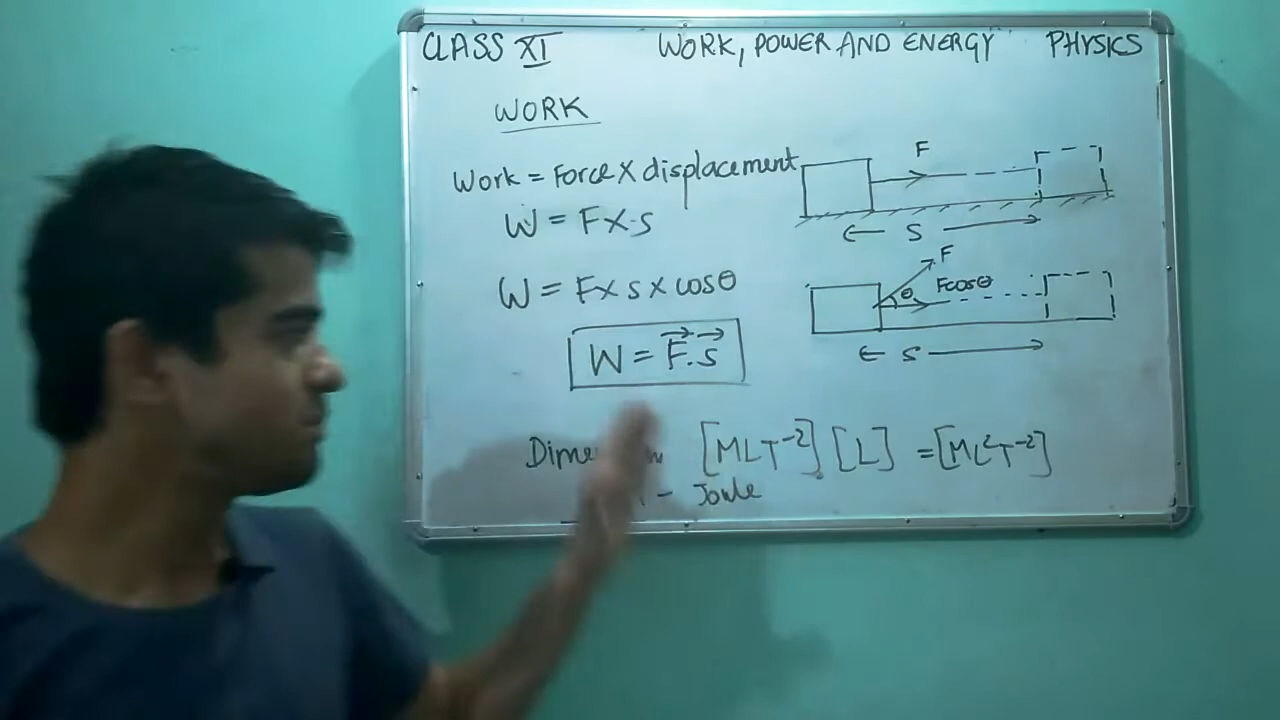 CLASS XI WORK, POWER AND ENERGY PHYSICS
WORK
Work = Force X displacement
W = F X S
W = F x s x cosθ
W = F⃗ . s⃗
F
S
F
θ Fcosθ
S
[MLT⁻²] [L] = [ML²T⁻²]
- Joule